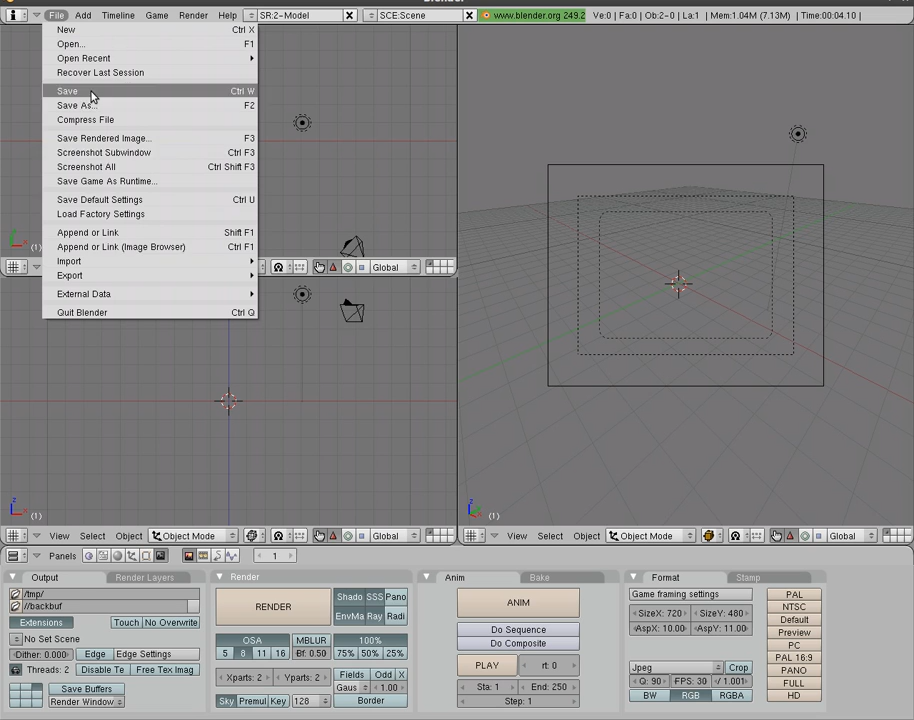 File Add Timeline Game Render Help SR:2-Model SCE:Scene www.blender.org 249.2 Ve:0 | Fa:0 | Ob:2-0 | La:1 | Mem:1.04M (7.13M) | Time:00:04.10 |
New Ctrl X
Open... F1
Open Recent
Recover Last Session
Save Ctrl W
Save As... F2
Compress File
Save Rendered Image... F3
Screenshot Subwindow Ctrl F3
Screenshot All Ctrl Shift F3
Save Game As Runtime...
Save Default Settings Ctrl U
Load Factory Settings
Append or Link Shift F1
Append or Link (Image Browser) Ctrl F1
Import
Export
External Data
Quit Blender Ctrl Q
(1)
Global
z
(1)
z
(1)
View Select Object Object Mode Global
View Select Object Object Mode Global
Panels 1
Output Render Layers
/tmp/
//backbuf
Extensions Touch No Overwrite
No Set Scene
Dither: 0.000 Edge Edge Settings
Threads: 2 Disable Te Free Tex Imag
Save Buffers
Render Window
Render
RENDER
Shado SSS Pano
EnvMa Ray Radi
OSA MBLUR 100%
5 8 11 16 Bf: 0.50 75% 50% 25%
Xparts: 2 Yparts: 2 Fields Odd X
Gaus 1.00
Sky Premul Key 128 Border
Anim Bake
ANIM
Do Sequence
Do Composite
PLAY rt: 0
Sta: 1 End: 250
Step: 1
Format Stamp
Game framing settings
SizeX: 720 SizeY: 480
AspX: 10.00 AspY: 11.00
Jpeg Crop
Q: 90 FPS: 30 /1.001
BW RGB RGBA
PAL
NTSC
Default
Preview
PC
PAL 16:9
PANO
FULL
HD